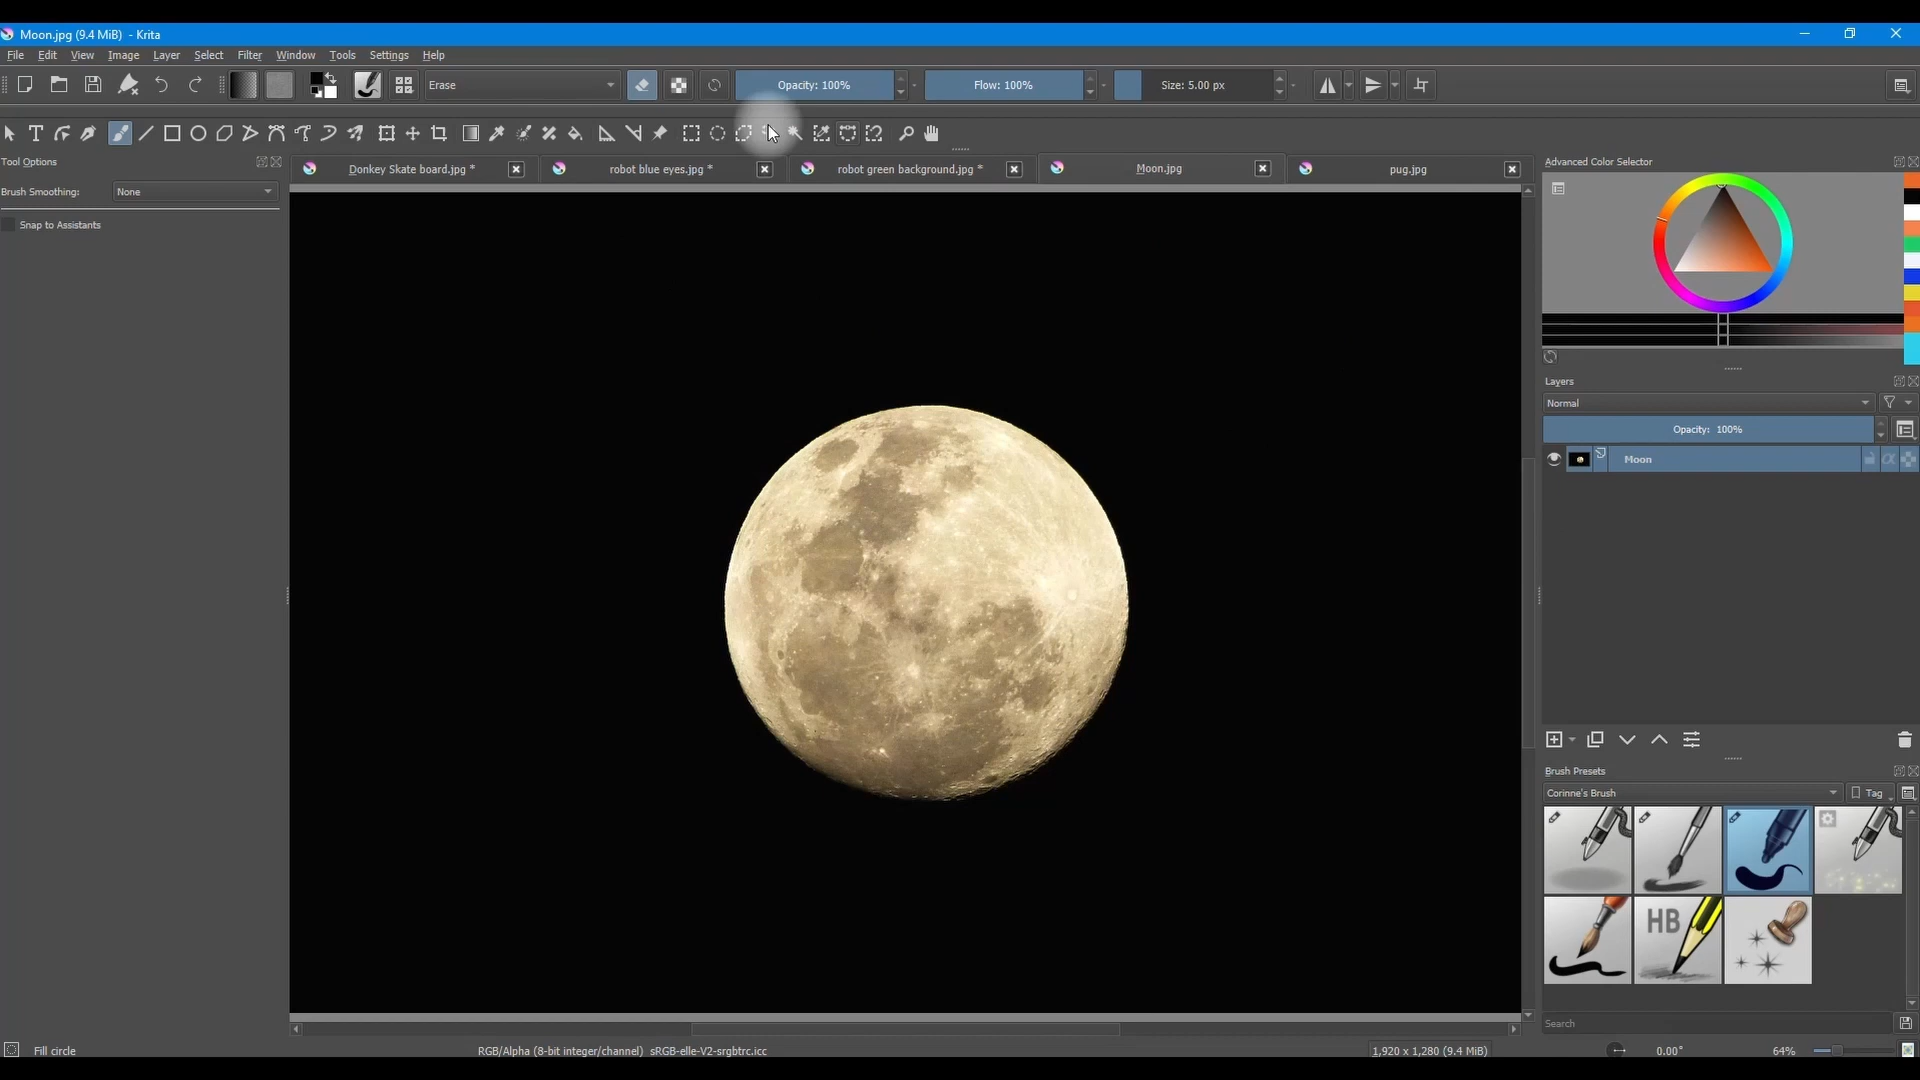 Moon.jpg (9.4 MiB) - Krita
File Edit View Image Layer Select Filter Window Tools Settings Help
Erase Opacity: 100% Flow: 100% Size: 5.00 px
Tool Options
Donkey Skate board.jpg * robot blue eyes.jpg * robot green background.jpg * Moon.jpg pug.jpg
Advanced Color Selector
Brush Smoothing: None
Snap to Assistants
Layers
Normal
Opacity: 100%
Moon
Brush Presets
Corinne's Brush Tag
HB
Search
Fill circle RGB/Alpha (8-bit integer/channel) sRGB-elle-V2-srgbtrc.icc 1,920 x 1,280 (9.4 MiB) 0.00° 64%